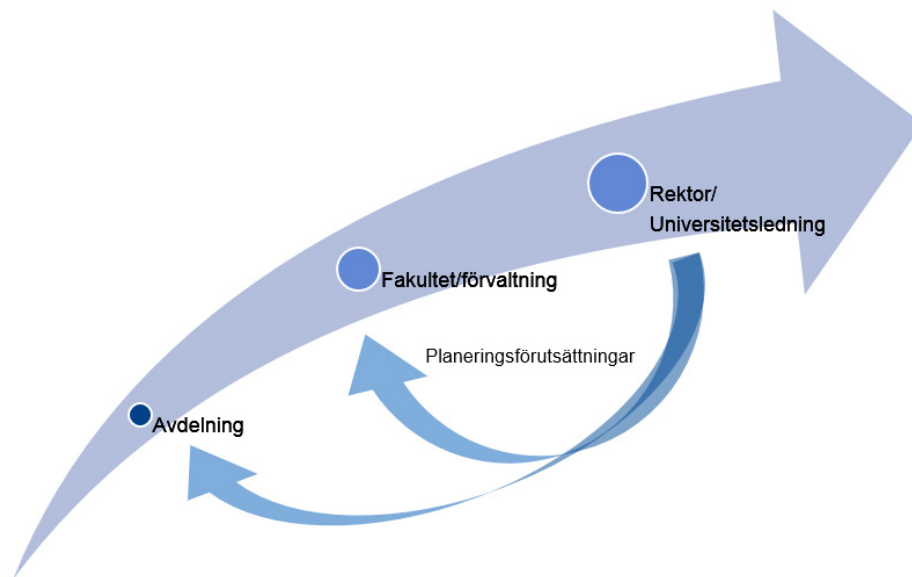 Rektor/
Universitetsledning
Fakultet/förvaltning
Planeringsförutsättningar
Avdelning